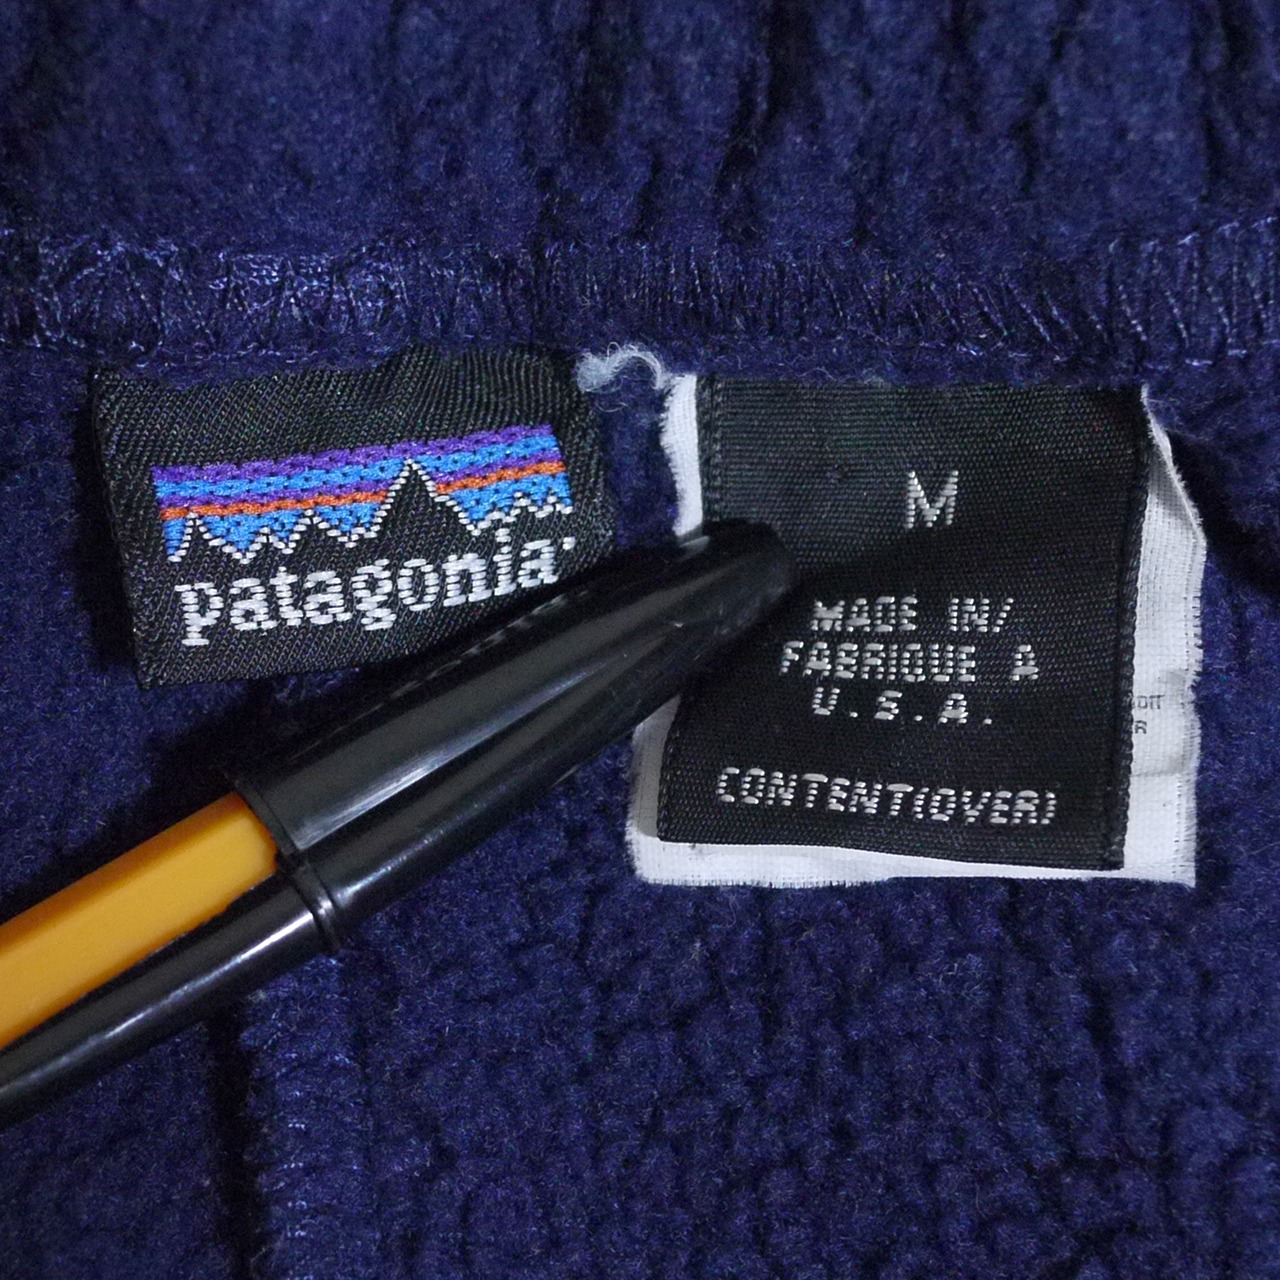 patagonia
M
MADE IN/
FABRIQUE A
U.S.A.
CONTENT(OVER)